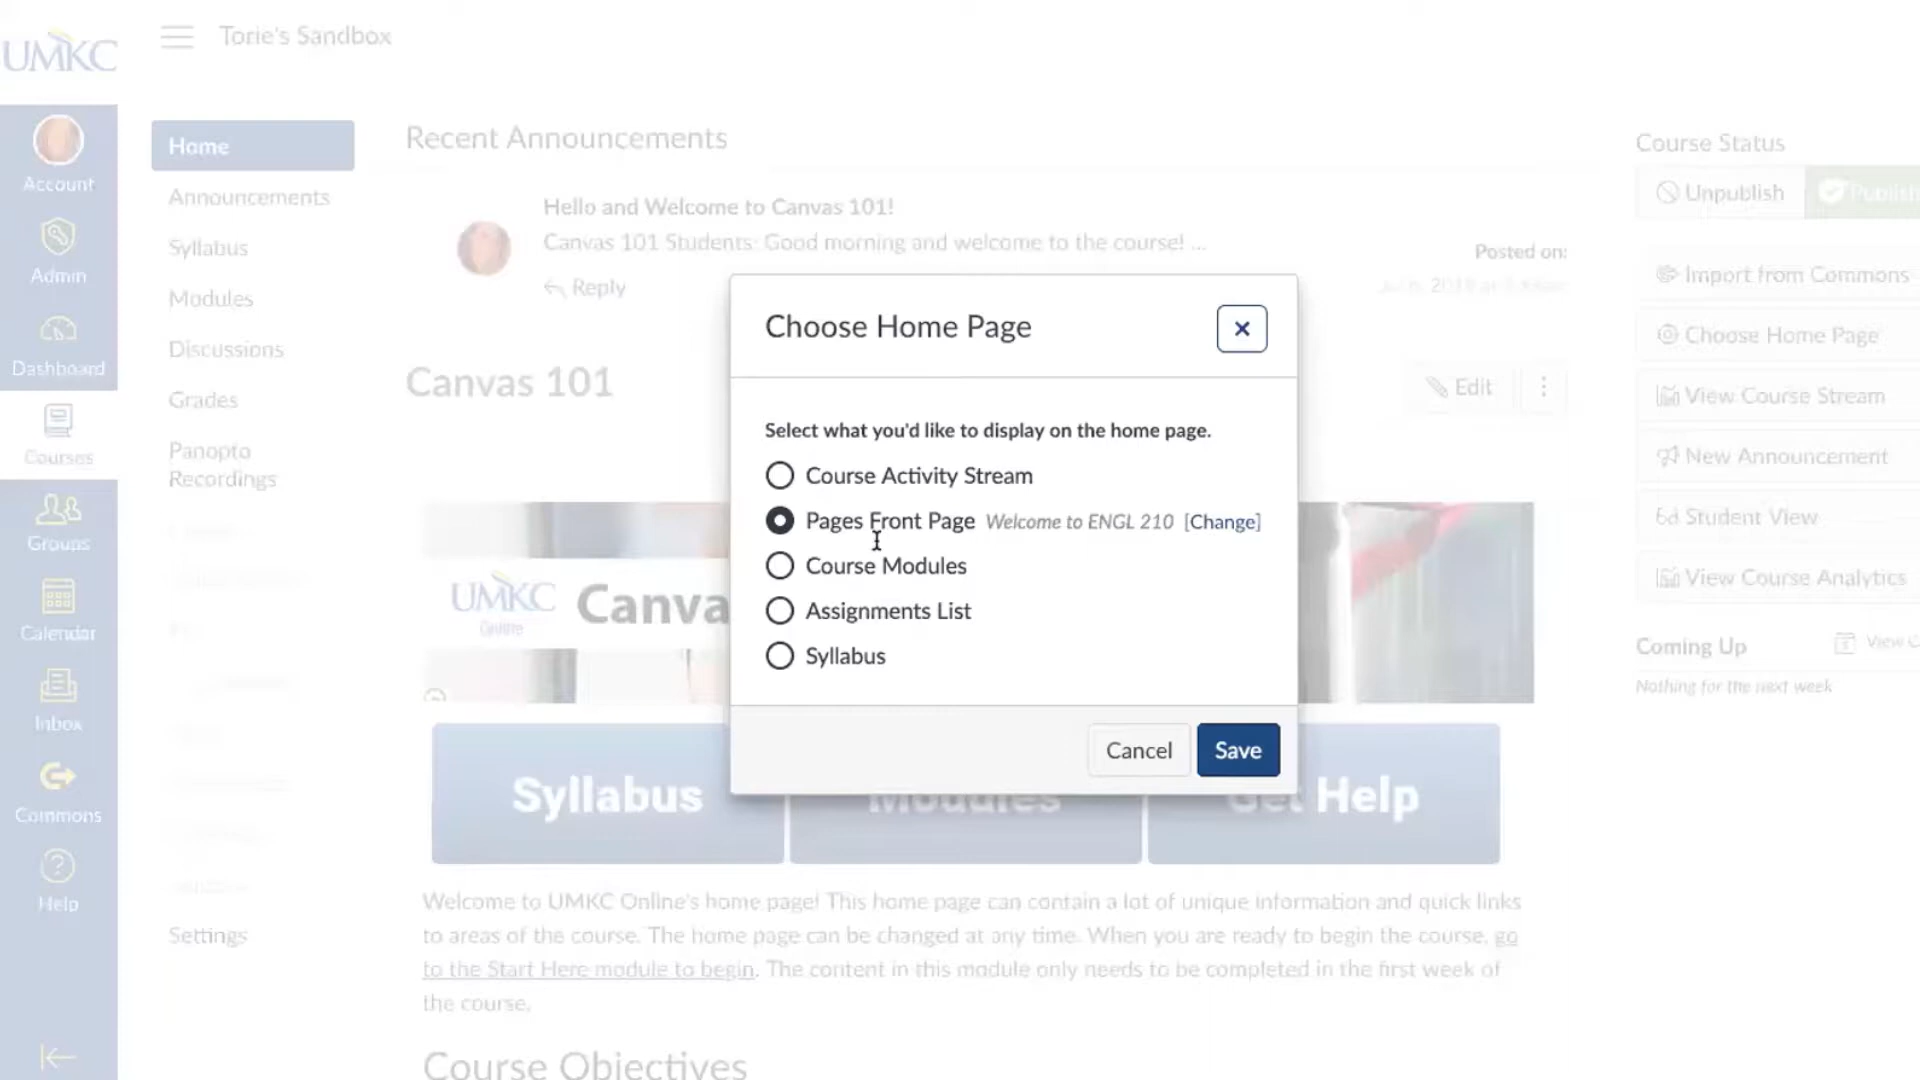 UMKC
Torie's Sandbox
Account
Admin
Dashboard
Courses
Groups
Calendar
Inbox
Commons
Help
Home
Announcements
Syllabus
Modules
Discussions
Grades
Panopto
Recordings
Settings
Recent Announcements
Hello and Welcome to Canvas 101!
Canvas 101 Students: Good morning and welcome to the course! ...
Reply
Posted on:
Canvas 101
Edit
Choose Home Page
Select what you'd like to display on the home page.
Course Activity Stream
Pages Front Page Welcome to ENGL 210 [Change]
Course Modules
Assignments List
Syllabus
Cancel Save
UMKC Canva
Online
Syllabus Modules Get Help
Welcome to UMKC Online's home page! This home page can contain a lot of unique information and quick links
to areas of the course. The home page can be changed at any time. When you are ready to begin the course, go
to the Start Here module to begin. The content in this module only needs to be completed in the first week of
the course.
Course Objectives
Course Status
Unpublish Publish
Import from Commons
Choose Home Page
View Course Stream
New Announcement
Student View
View Course Analytics
Coming Up View C
Nothing for the next week